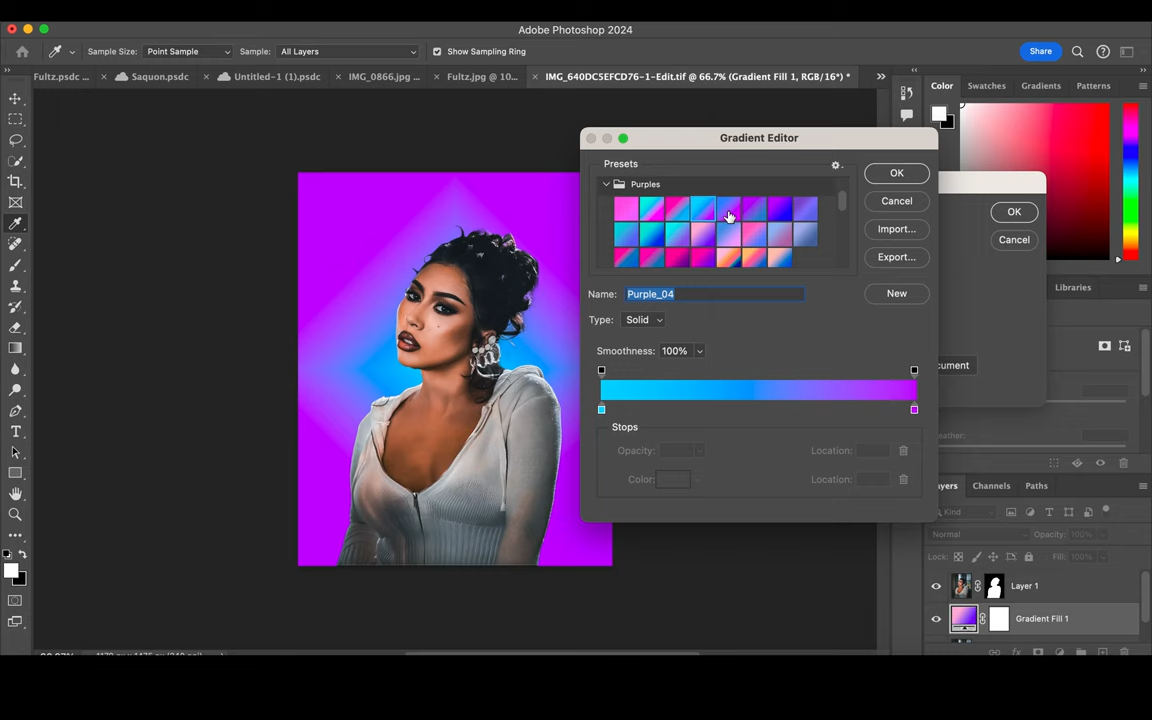 Adobe Photoshop 2024
Sample Size: Point Sample Sample: All Layers Show Sampling Ring Share
Fultz.psdc ... Saquon.psdc Untitled-1 (1).psdc IMG_0866.jpg ... Fultz.jpg @ 10... IMG_640DC5EFCD76-1-Edit.tif @ 66.7% (Gradient Fill 1, RGB/16*) *
Color Swatches Gradients Patterns
Gradient Editor
Presets
Purples
OK
Cancel
Import...
Export...
Name: Purple_04
New
Type: Solid
Smoothness: 100%
Stops
Opacity: Location:
Color: Location:
OK
Cancel
Libraries
cument
eather:
ayers Channels Paths
Kind
Normal Opacity: 100%
Lock: Fill: 100%
Layer 1
Gradient Fill 1